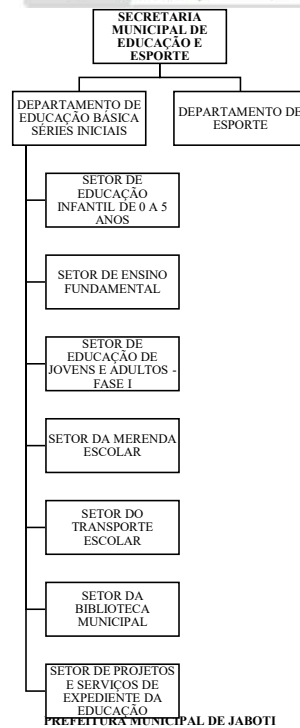 SECRETARIA
MUNICIPAL DE
EDUCAÇÃO E
ESPORTE
DEPARTAMENTO DE
EDUCAÇÃO BÁSICA
SÉRIES INICIAIS
DEPARTAMENTO DE
ESPORTE
SETOR DE
EDUCAÇÃO
INFANTIL DE 0 A 5
ANOS
SETOR DE ENSINO
FUNDAMENTAL
SETOR DE
EDUCAÇÃO DE
JOVENS E ADULTOS -
FASE I
SETOR DA MERENDA
ESCOLAR
SETOR DO
TRANSPORTE
ESCOLAR
SETOR DA
BIBLIOTECA
MUNICIPAL
SETOR DE PROJETOS
E SERVIÇOS DE
EXPEDIENTE DA
EDUCAÇÃO
PREFEITURA MUNICIPAL DE JABOTI